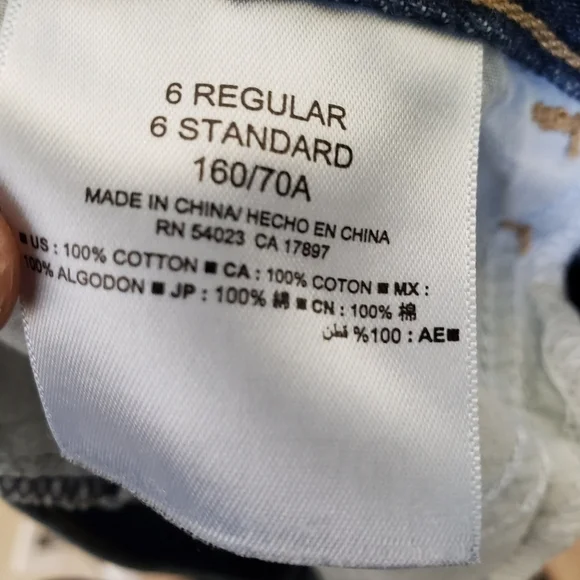 6 REGULAR
6 STANDARD
160/70A
MADE IN CHINA/ HECHO EN CHINA
RN 54023 CA 17897
■ US : 100% COTTON ■ CA : 100% COTON ■ MX :
100% ALGODON ■ JP : 100% 綿 ■ CN : 100% 棉
■AE : 100% قطن